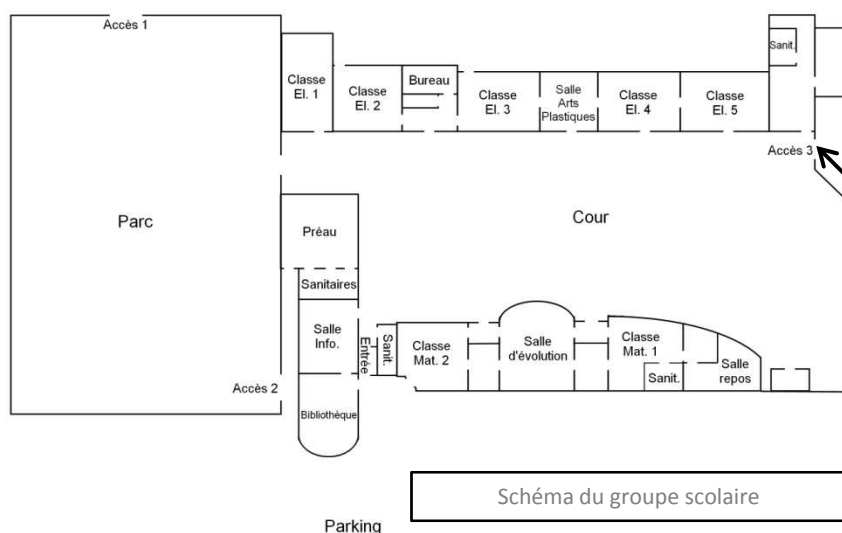 Accès 1
Classe
El. 1
Classe
El. 2
Bureau
Classe
El. 3
Salle
Arts
Plastiques
Classe
El. 4
Classe
El. 5
Sanit.
Accès 3
Parc
Préau
Cour
Sanitaires
Salle
Info.
Entrée
Sanit.
Classe
Mat. 2
Salle
d'évolution
Classe
Mat. 1
Sanit.
Salle
repos
Accès 2
Bibliothéque
Schéma du groupe scolaire
Parking